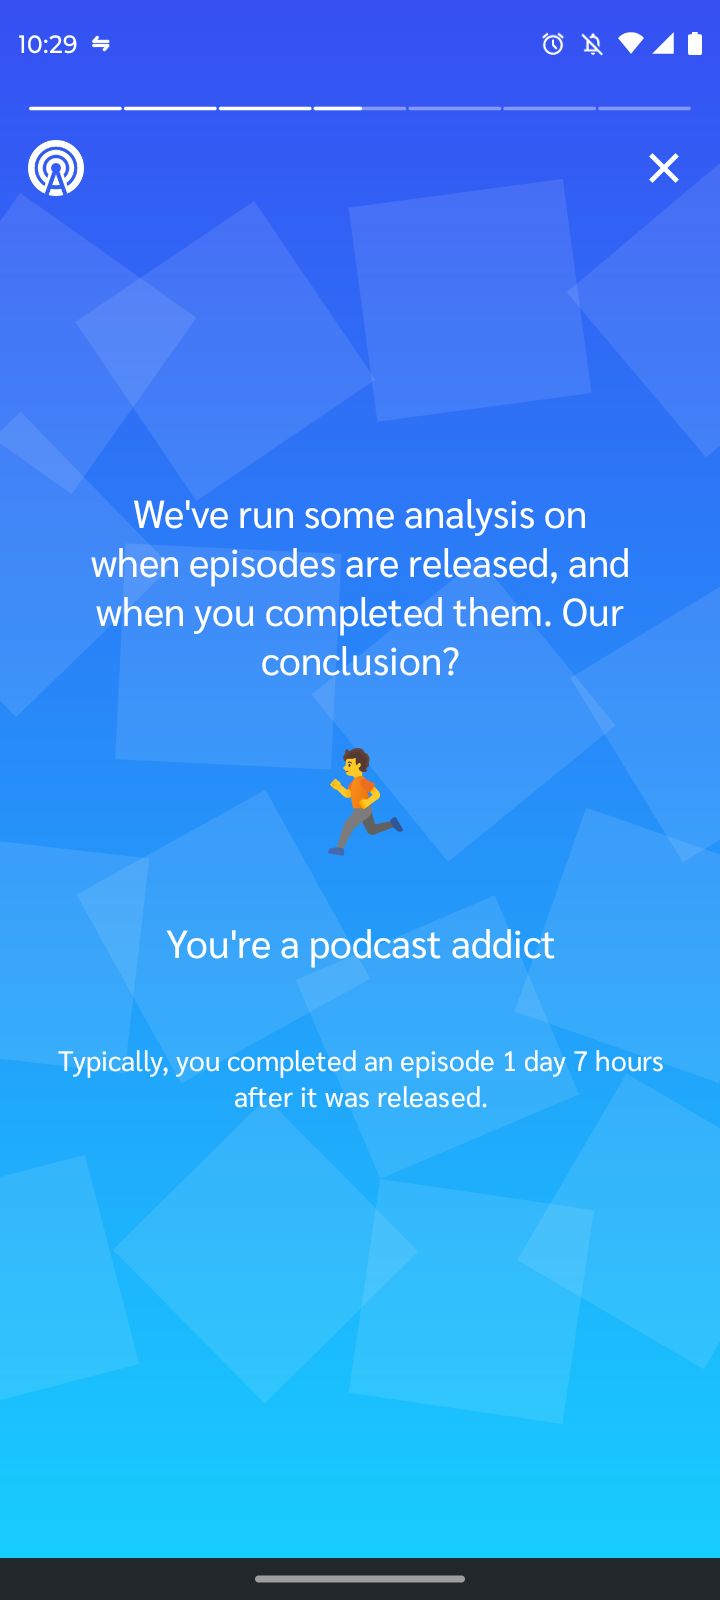 10:29
We've run some analysis on
when episodes are released, and
when you completed them. Our
conclusion?
You're a podcast addict
Typically, you completed an episode 1 day 7 hours
after it was released.